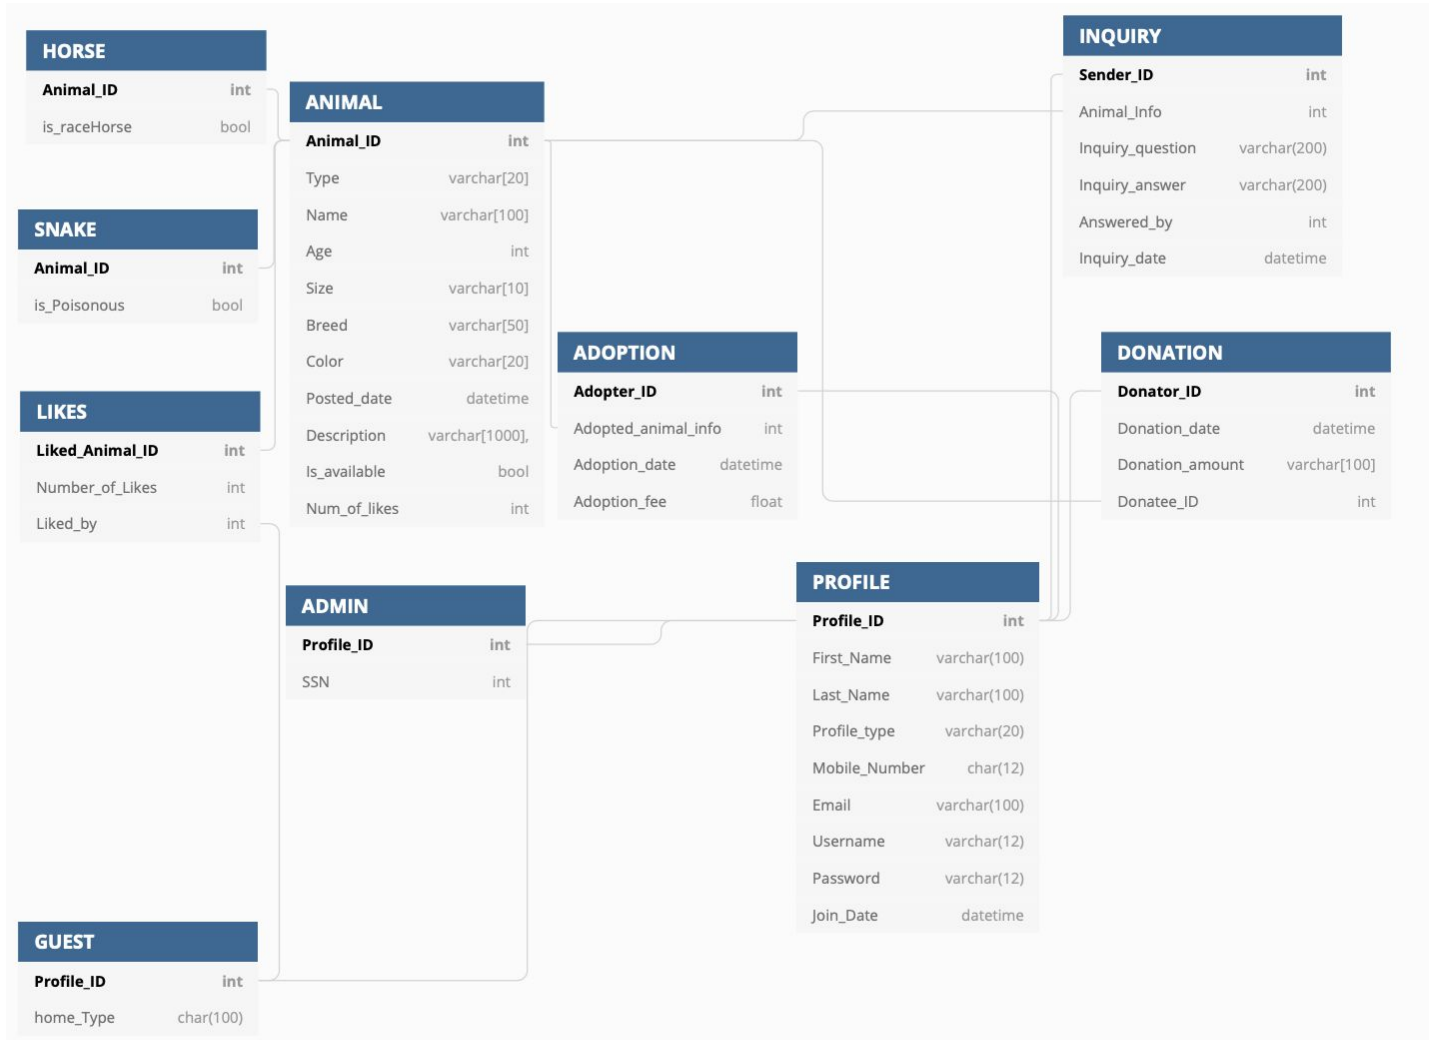 HORSE
Animal_ID int
is_raceHorse bool
SNAKE
Animal_ID int
is_Poisonous bool
LIKES
Liked_Animal_ID int
Number_of_Likes int
Liked_by int
ANIMAL
Animal_ID int
Type varchar[20]
Name varchar[100]
Age int
Size varchar[10]
Breed varchar[50]
Color varchar[20]
Posted_date datetime
Description varchar[1000],
Is_available bool
Num_of_likes int
ADOPTION
Adopter_ID int
Adopted_animal_info int
Adoption_date datetime
Adoption_fee float
INQUIRY
Sender_ID int
Animal_Info int
Inquiry_question varchar(200)
Inquiry_answer varchar(200)
Answered_by int
Inquiry_date datetime
DONATION
Donator_ID int
Donation_date datetime
Donation_amount varchar[100]
Donatee_ID int
ADMIN
Profile_ID int
SSN int
PROFILE
Profile_ID int
First_Name varchar(100)
Last_Name varchar(100)
Profile_type varchar(20)
Mobile_Number char(12)
Email varchar(100)
Username varchar(12)
Password varchar(12)
Join_Date datetime
GUEST
Profile_ID int
home_Type char(100)